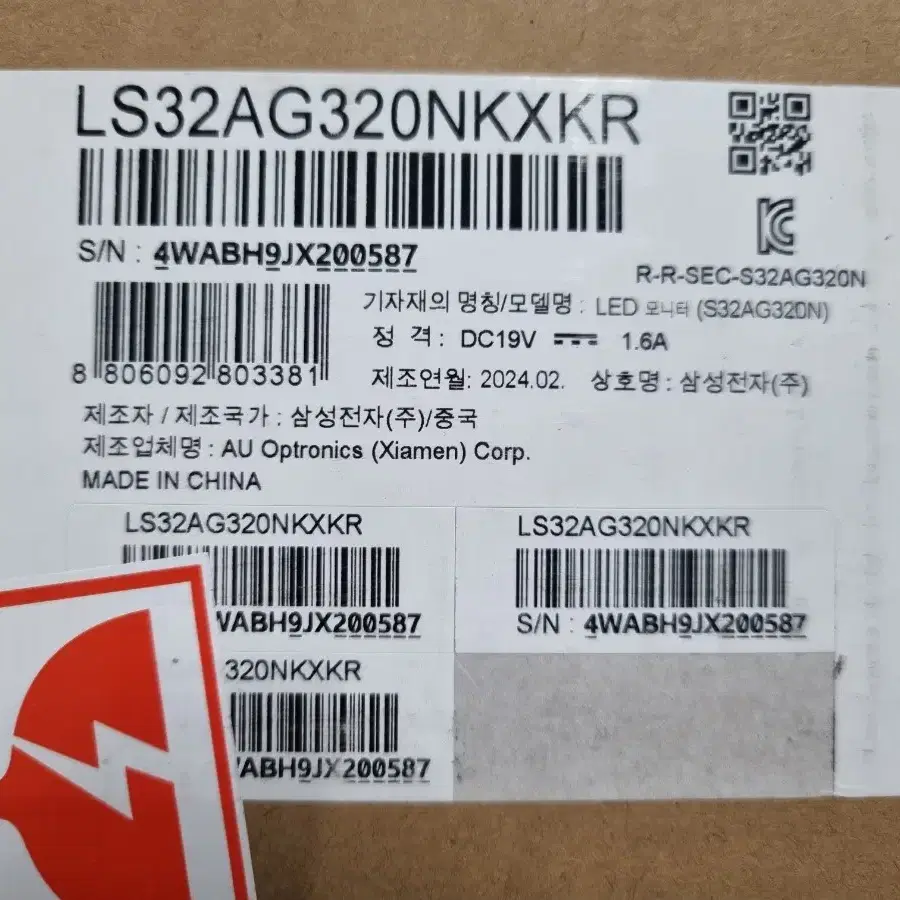 LS32AG320NKXKR
S/N : 4WABH9JX200587
R-R-SEC-S32AG320N
기자재의 명칭/모델명 : LED 모니터 (S32AG320N)
정 격 : DC19V 1.6A
8 806092 803381
제조연월: 2024.02. 상호명 : 삼성전자(주)
제조자 / 제조국가 : 삼성전자(주)/중국
제조업체명 : AU Optronics (Xiamen) Corp.
MADE IN CHINA
LS32AG320NKXKR
WABH9JX200587
LS32AG320NKXKR
S/N : 4WABH9JX200587
320NKXKR
ABH9JX200587